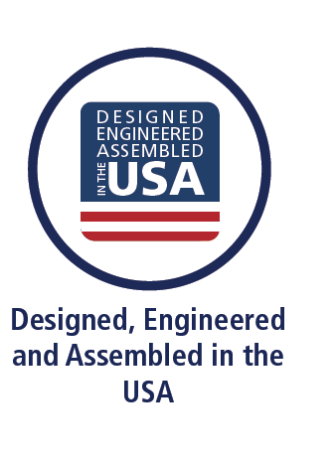 DESIGNED
ENGINEERED
ASSEMBLED
IN THE
USA
Designed, Engineered
and Assembled in the
USA